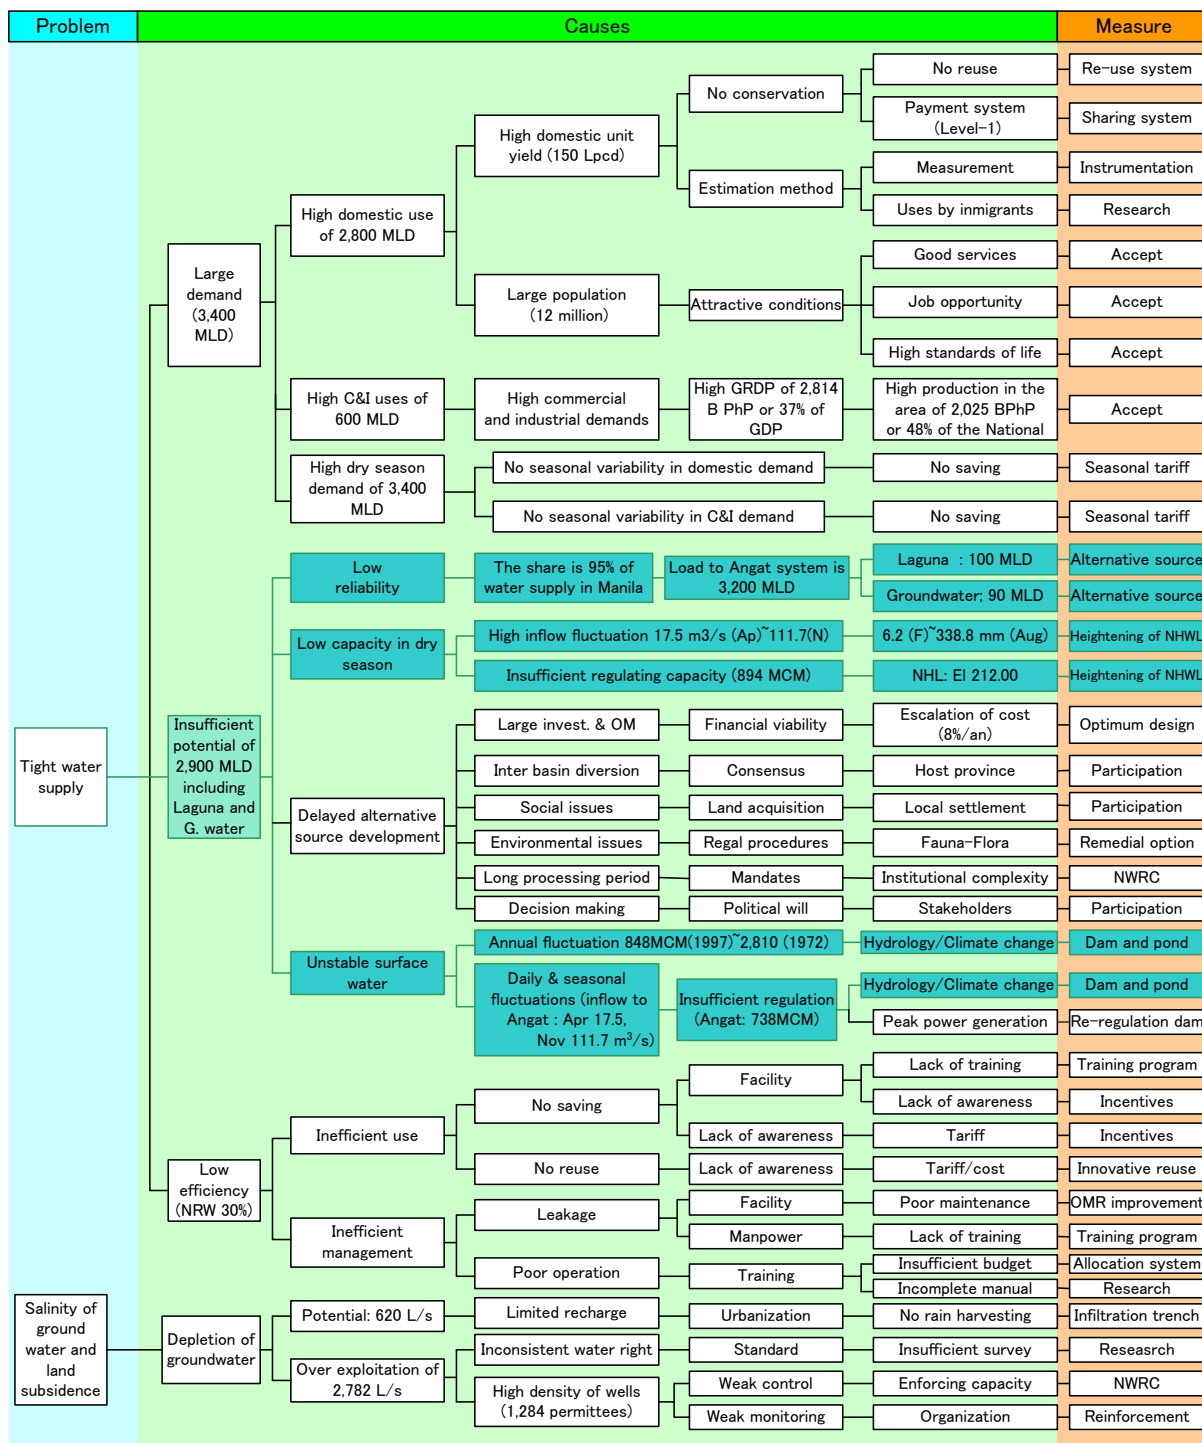 Problem
Causes
Measure
No reuse
Re-use system
No conservation
Payment system
(Level-1)
Sharing system
High domestic unit
yield (150 Lpcd)
Measurement
Instrumentation
Estimation method
Uses by inmigrants
Research
High domestic use
of 2,800 MLD
Good services
Accept
Large
demand
(3,400
MLD)
Large population
(12 million)
Attractive conditions
Job opportunity
Accept
High standards of life
Accept
High C&I uses of
600 MLD
High commercial
and industrial demands
High GRDP of 2,814
B PhP or 37% of
GDP
High production in the
area of 2,025 BPhP
or 48% of the National
Accept
High dry season
demand of 3,400
MLD
No seasonal variability in domestic demand
No saving
Seasonal tariff
No seasonal variability in C&I demand
No saving
Seasonal tariff
Low
reliability
The share is 95% of
water supply in Manila
Load to Angat system is
3,200 MLD
Laguna : 100 MLD
Alternative source
Groundwater; 90 MLD
Alternative source
Low capacity in dry
season
High inflow fluctuation 17.5 m3/s (Ap)~111.7(N)
6.2 (F)~338.8 mm (Aug)
Heightening of NHWL
Insufficient regulating capacity (894 MCM)
NHL: El 212.00
Heightening of NHWL
Tight water
supply
Insufficient
potential of
2,900 MLD
including
Laguna and
G. water
Delayed alternative
source development
Large invest. & OM
Financial viability
Escalation of cost
(8%/an)
Optimum design
Inter basin diversion
Consensus
Host province
Participation
Social issues
Land acquisition
Local settlement
Participation
Environmental issues
Regal procedures
Fauna-Flora
Remedial option
Long processing period
Mandates
Institutional complexity
NWRC
Decision making
Political will
Stakeholders
Participation
Unstable surface
water
Annual fluctuation 848MCM(1997)~2,810 (1972)
Hydrology/Climate change
Dam and pond
Daily & seasonal
fluctuations (inflow to
Angat : Apr 17.5,
Nov 111.7 m³/s)
Insufficient regulation
(Angat: 738MCM)
Hydrology/Climate change
Dam and pond
Peak power generation
Re-regulation dam
Low
efficiency
(NRW 30%)
Inefficient use
No saving
Facility
Lack of training
Training program
Lack of awareness
Incentives
Lack of awareness
Tariff
Incentives
No reuse
Lack of awareness
Tariff/cost
Innovative reuse
Inefficient
management
Leakage
Facility
Poor maintenance
OMR improvement
Manpower
Lack of training
Training program
Poor operation
Training
Insufficient budget
Allocation system
Incomplete manual
Research
Salinity of
ground
water and
land
subsidence
Depletion of
groundwater
Potential: 620 L/s
Limited recharge
Urbanization
No rain harvesting
Infiltration trench
Over exploitation of
2,782 L/s
Inconsistent water right
Standard
Insufficient survey
Reseasrch
High density of wells
(1,284 permittees)
Weak control
Enforcing capacity
NWRC
Weak monitoring
Organization
Reinforcement